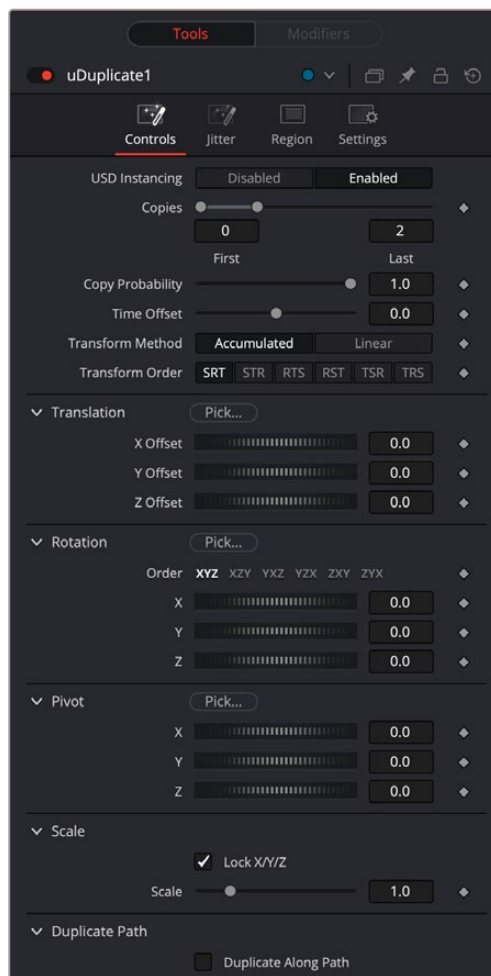 Tools Modifiers
uDuplicate1
Controls Jitter Region Settings
USD Instancing Disabled Enabled
Copies
0 2
First Last
Copy Probability 1.0
Time Offset 0.0
Transform Method Accumulated Linear
Transform Order SRT STR RTS RST TSR TRS
Translation Pick...
X Offset 0.0
Y Offset 0.0
Z Offset 0.0
Rotation Pick...
Order XYZ XZY YXZ YZX ZXY ZYX
X 0.0
Y 0.0
Z 0.0
Pivot Pick...
X 0.0
Y 0.0
Z 0.0
Scale
Lock X/Y/Z
Scale 1.0
Duplicate Path
Duplicate Along Path